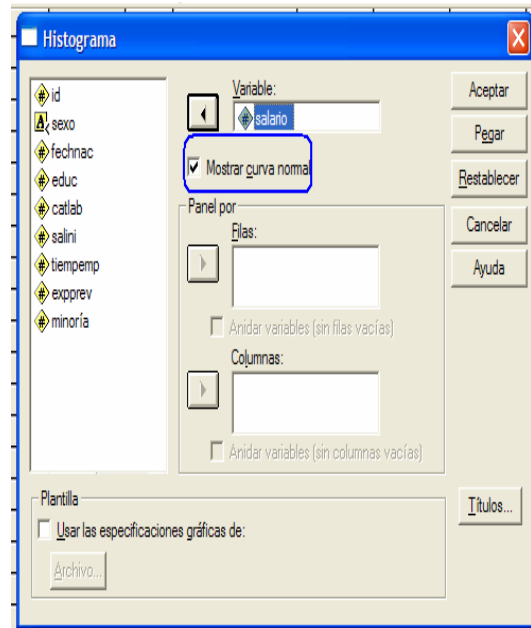 Histograma
id
sexo
fechnac
educ
catlab
salini
tiempemp
expprev
minoría
Variable:
salario
Mostrar curva normal
Panel por
Filas:
Anidar variables (sin filas vacías)
Columnas:
Anidar variables (sin columnas vacías)
Aceptar
Pegar
Restablecer
Cancelar
Ayuda
Plantilla
Usar las especificaciones gráficas de:
Archivo...
Títulos...